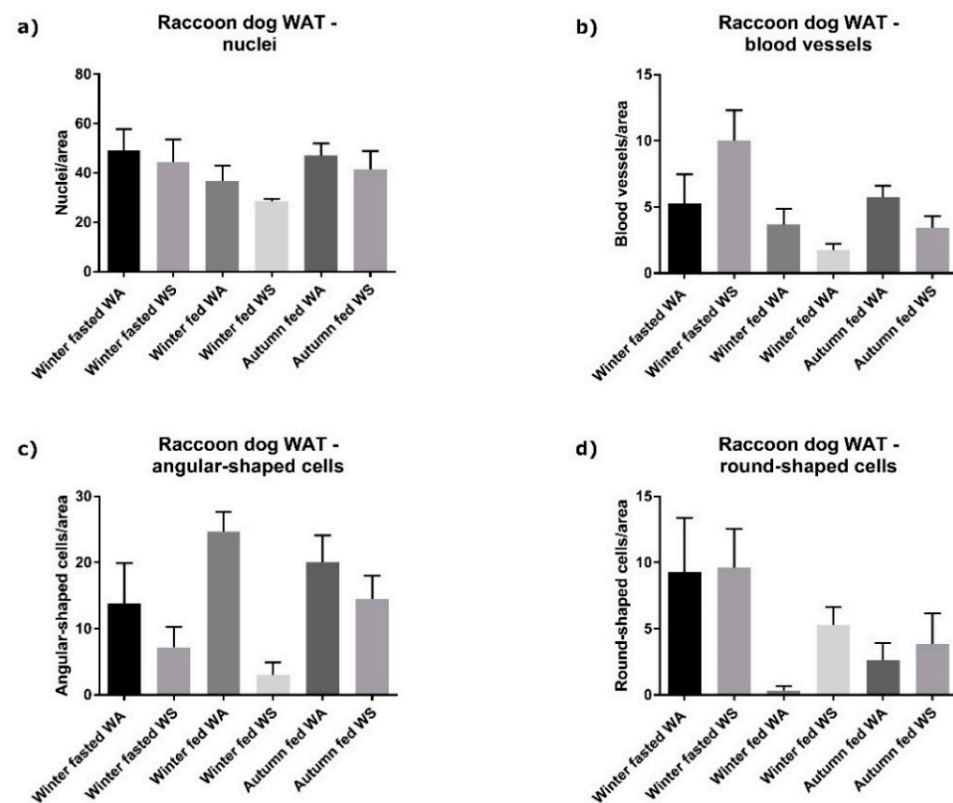 a)
Raccoon dog WAT -
nuclei
Nuclei/area
80
60
40
20
0
Winter fasted WA
Winter fasted WS
Winter fed WA
Winter fed WS
Autumn fed WA
Autumn fed WS
b)
Raccoon dog WAT -
blood vessels
Blood vessels/area
15
10
5
0
Winter fasted WA
Winter fasted WS
Winter fed WA
Winter fed WA
Autumn fed WA
Autumn fed WS
c)
Raccoon dog WAT -
angular-shaped cells
Angular-shaped cells/area
30
20
10
0
Winter fasted WA
Winter fasted WS
Winter fed WA
Winter fed WS
Autumn fed WA
Autumn fed WS
d)
Raccoon dog WAT -
round-shaped cells
Round-shaped cells/area
15
10
5
0
Winter fasted WA
Winter fasted WS
Winter fed WA
Winter fed WS
Autumn fed WA
Autumn fed WS